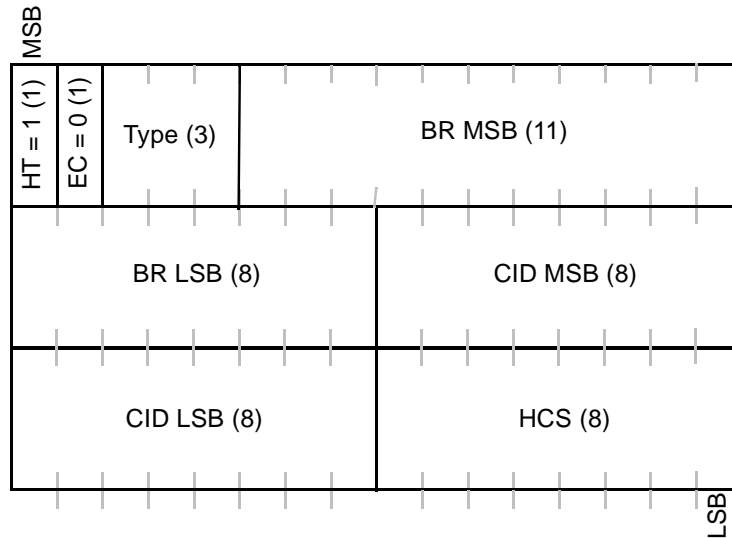 MSB
HT = 1 (1)
EC = 0 (1)
Type (3)
BR MSB (11)
BR LSB (8)
CID MSB (8)
CID LSB (8)
HCS (8)
LSB